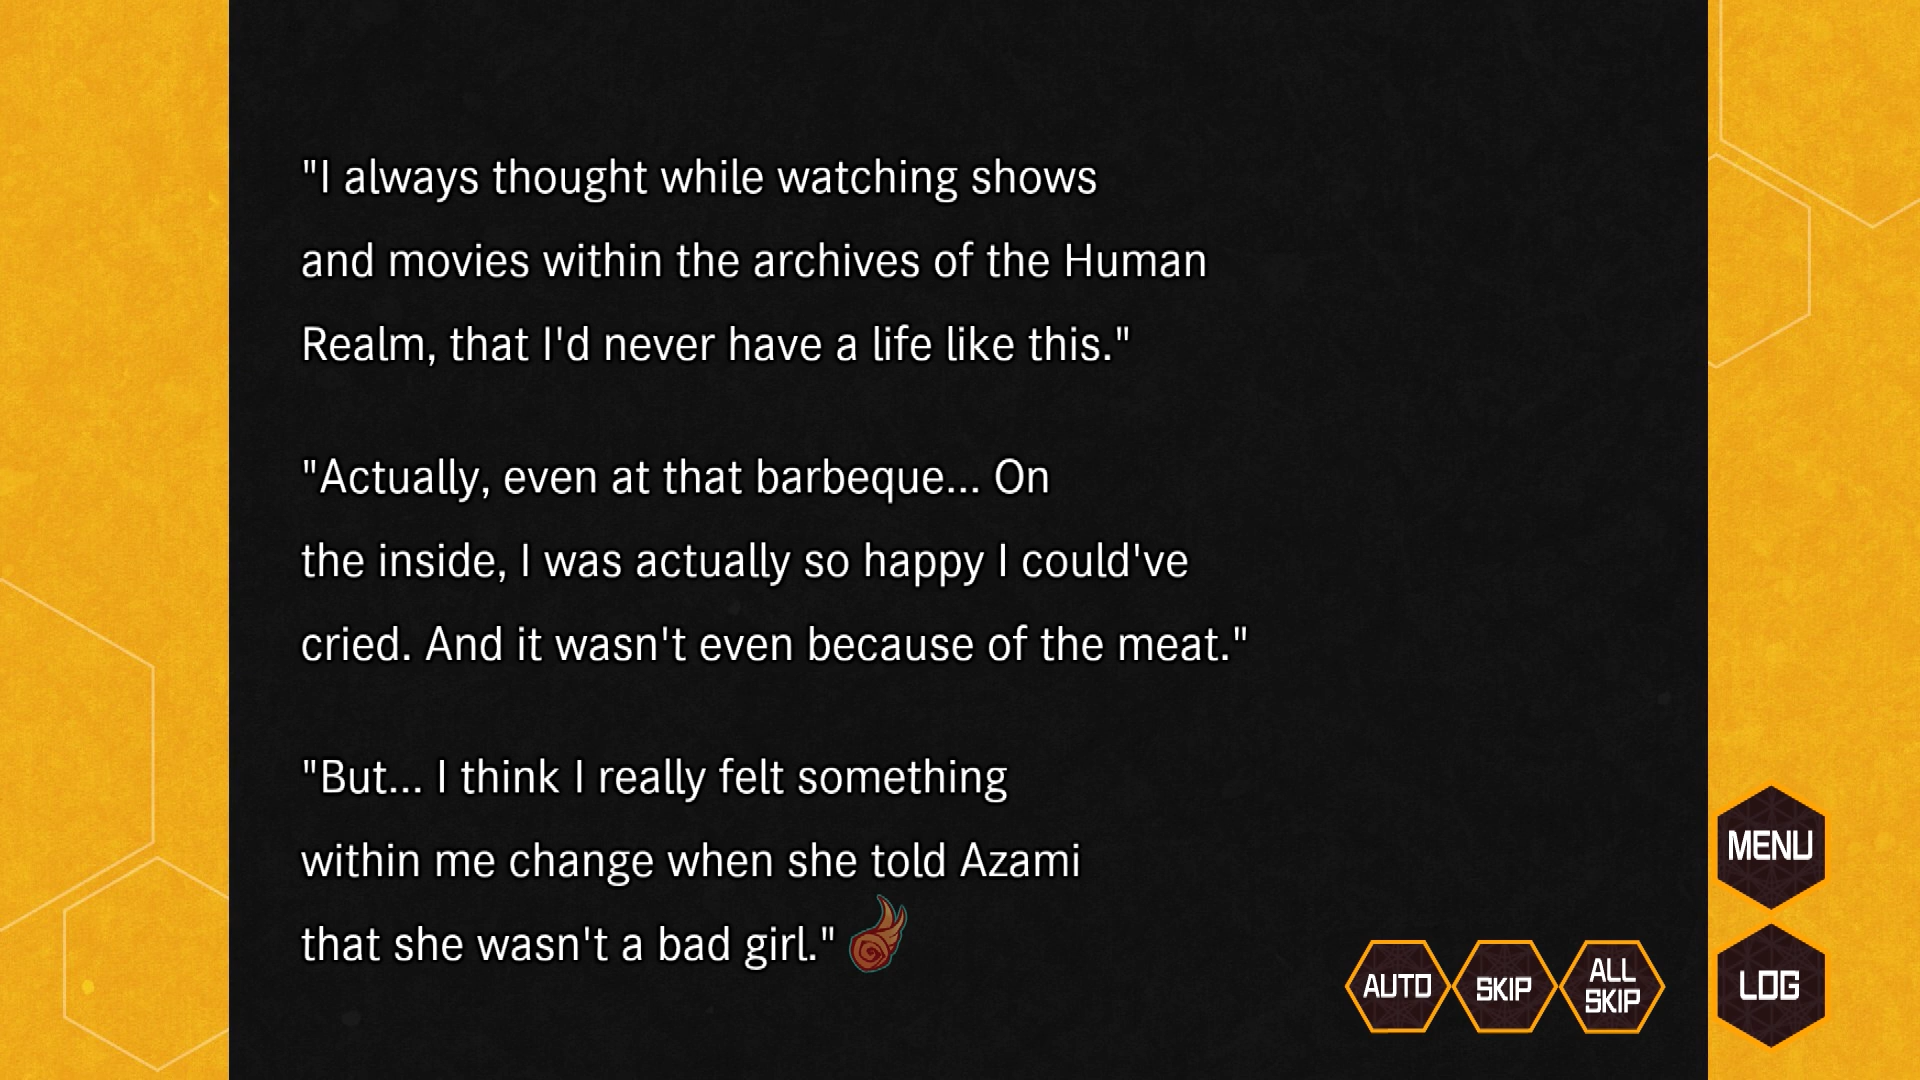 "I always thought while watching shows
and movies within the archives of the Human
Realm, that I'd never have a life like this."
"Actually, even at that barbeque... On
the inside, I was actually so happy I could've
cried. And it wasn't even because of the meat."
"But... I think I really felt something
within me change when she told Azami
that she wasn't a bad girl."
MENU
AUTO
SKIP
ALL
SKIP
LOG